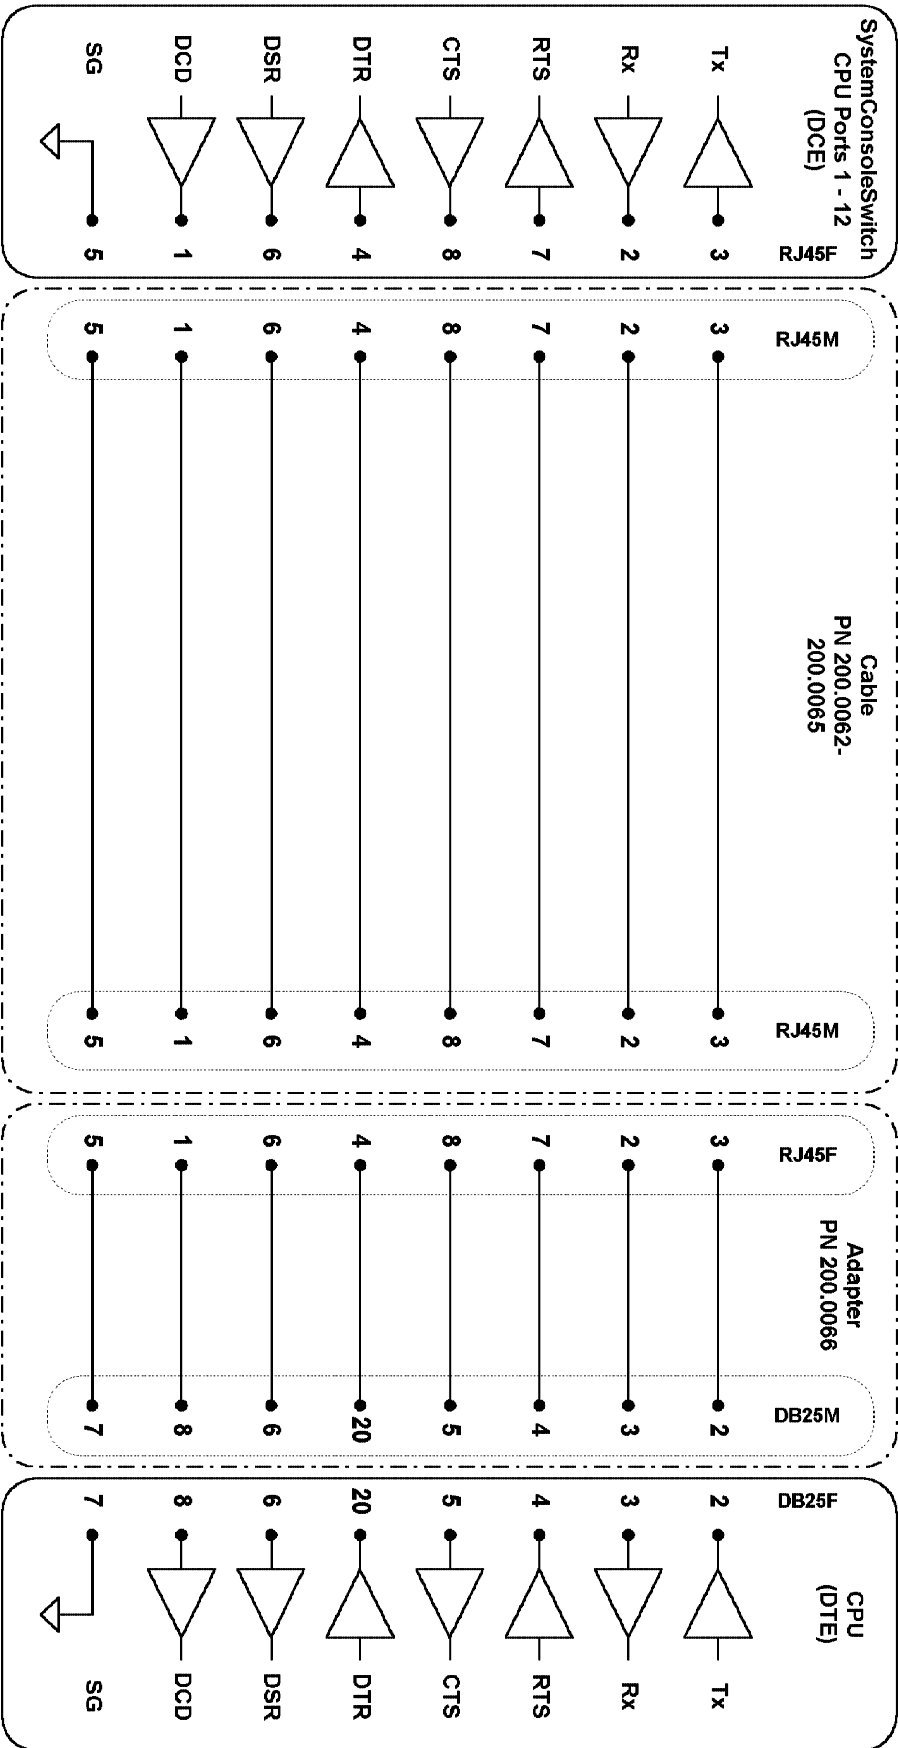 SystemConsoleSwitch
CPU Ports 1 - 12
(DCE)
RJ45F
Tx
3
Rx
2
RTS
7
CTS
8
DTR
4
DSR
6
DCD
1
SG
5
Cable
PN 200.0062-
200.0065
RJ45M
RJ45M
3
3
2
2
7
7
8
8
4
4
6
6
1
1
5
5
Adapter
PN 200.0066
RJ45F
DB25M
3
2
2
3
7
4
8
5
4
20
6
6
1
8
5
7
CPU
(DTE)
DB25F
2
Tx
3
Rx
4
RTS
5
CTS
20
DTR
6
DSR
8
DCD
7
SG